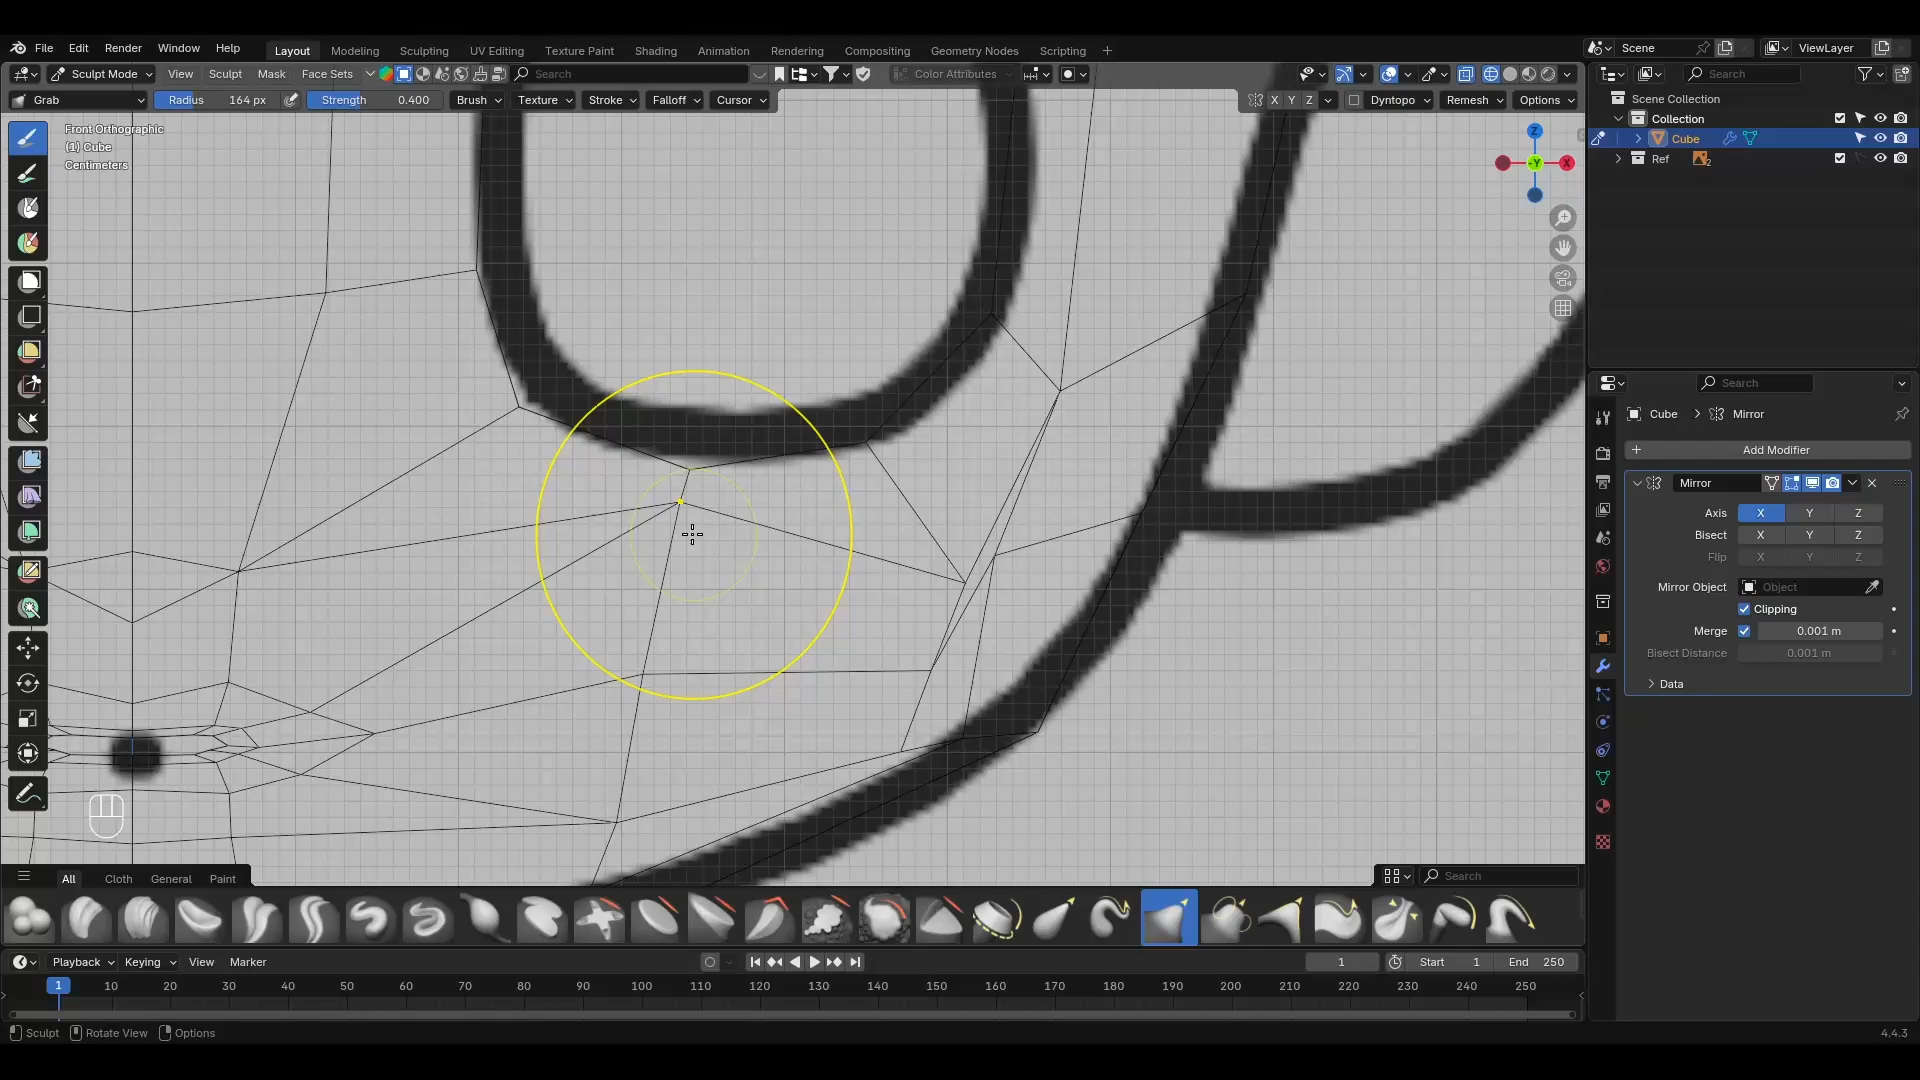 File Edit Render Window Help Layout Modeling Sculpting UV Editing Texture Paint Shading Animation Rendering Compositing Geometry Nodes Scripting + Scene ViewLayer
Sculpt Mode View Sculpt Mask Face Sets Search Color Attributes Search
Grab Radius 164 px Strength 0.400 Brush Texture Stroke Falloff Cursor X Y Z Dyntopo Remesh Options
Scene Collection
Collection
Cube
Ref 2
Front Orthographic
(1) Cube
Centimeters
Z
-Y X
Search
Cube > Mirror
+ Add Modifier
Mirror
Axis X Y Z
Bisect X Y Z
Flip X Y Z
Mirror Object Object
Clipping
Merge 0.001 m
Bisect Distance 0.001 m
Data
All Cloth General Paint Search
Playback Keying View Marker 1 Start 1 End 250
1 10 20 30 40 50 60 70 80 90 100 110 120 130 140 150 160 170 180 190 200 210 220 230 240 250
Sculpt Rotate View Options 4.4.3